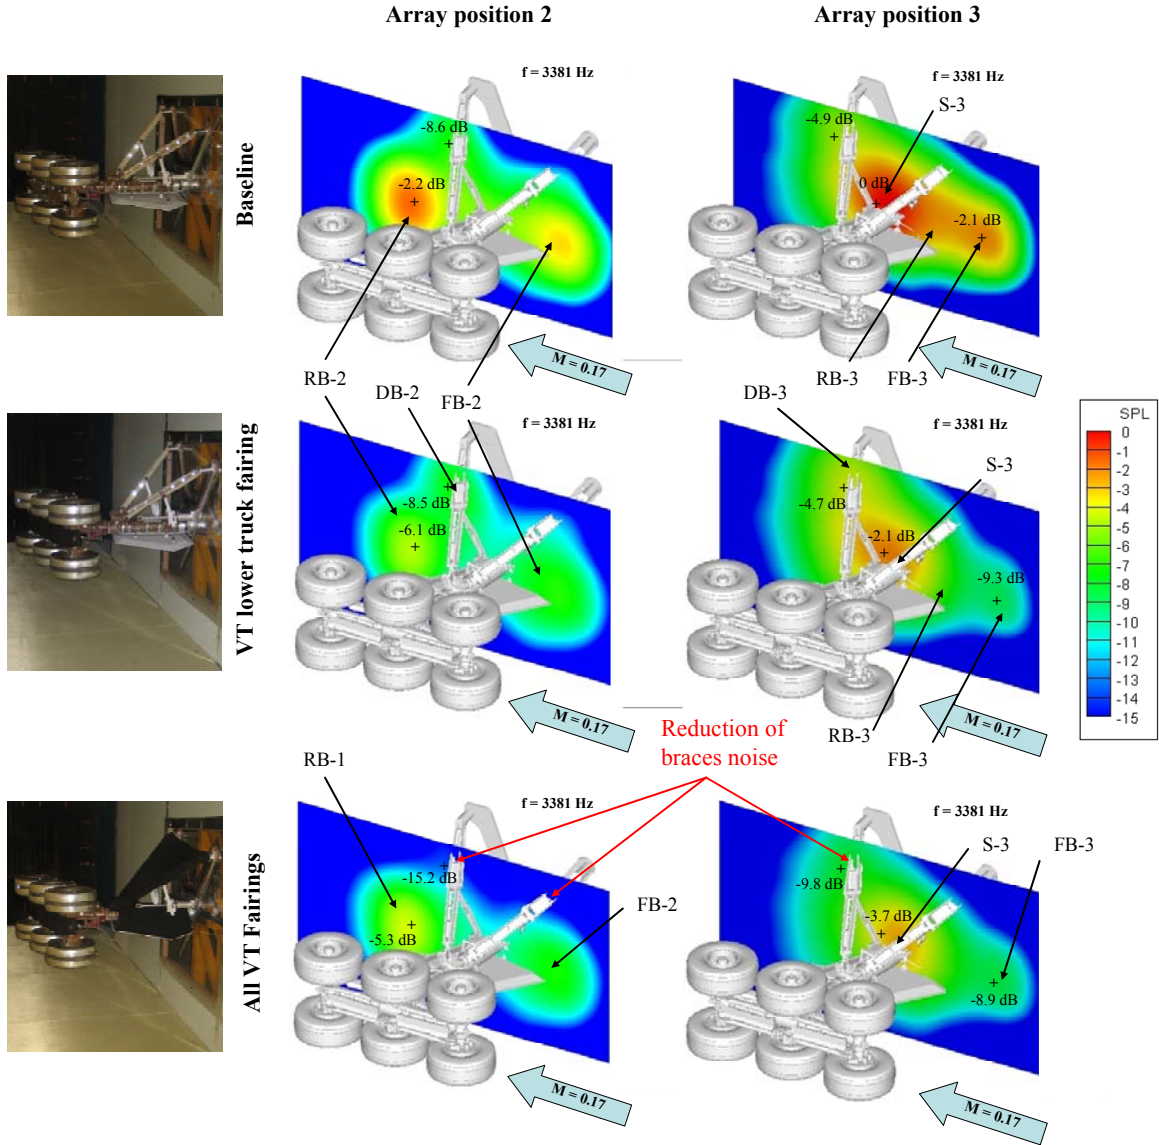 Array position 2
Array position 3
Baseline
f = 3381 Hz
-8.6 dB
-2.2 dB
M = 0.17
f = 3381 Hz
S-3
-4.9 dB
0 dB
-2.1 dB
M = 0.17
RB-2
DB-2
FB-2
RB-3
FB-3
DB-3
VT lower truck fairing
f = 3381 Hz
-8.5 dB
-6.1 dB
M = 0.17
f = 3381 Hz
S-3
-4.7 dB
-2.1 dB
-9.3 dB
M = 0.17
SPL
0
-1
-2
-3
-4
-5
-6
-7
-8
-9
-10
-11
-12
-13
-14
-15
Reduction of
braces noise
RB-3
FB-3
RB-1
All VT Fairings
f = 3381 Hz
-15.2 dB
-5.3 dB
FB-2
M = 0.17
f = 3381 Hz
S-3
FB-3
-9.8 dB
-3.7 dB
-8.9 dB
M = 0.17